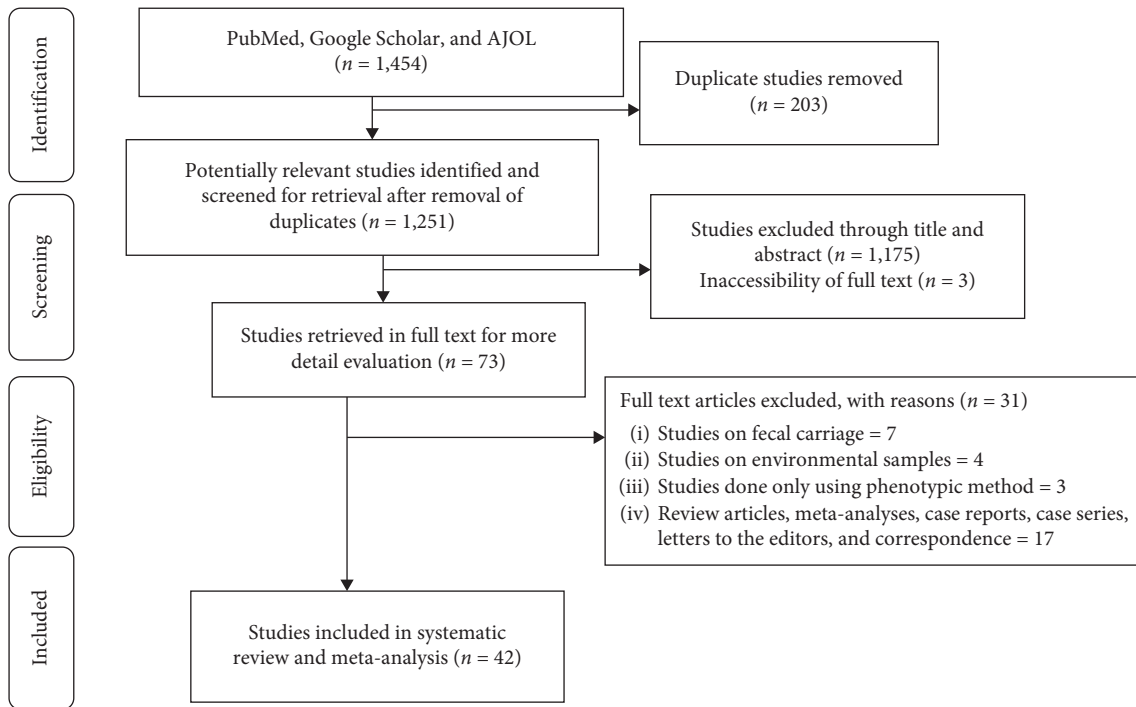 Identification
PubMed, Google Scholar, and AJOL
(n = 1,454)
Duplicate studies removed
(n = 203)
Potentially relevant studies identified and
screened for retrieval after removal of
duplicates (n = 1,251)
Screening
Studies excluded through title and
abstract (n = 1,175)
Inaccessibility of full text (n = 3)
Studies retrieved in full text for more
detail evaluation (n = 73)
Eligibility
Full text articles excluded, with reasons (n = 31)
(i) Studies on fecal carriage = 7
(ii) Studies on environmental samples = 4
(iii) Studies done only using phenotypic method = 3
(iv) Review articles, meta-analyses, case reports, case series,
letters to the editors, and correspondence = 17
Included
Studies included in systematic
review and meta-analysis (n = 42)